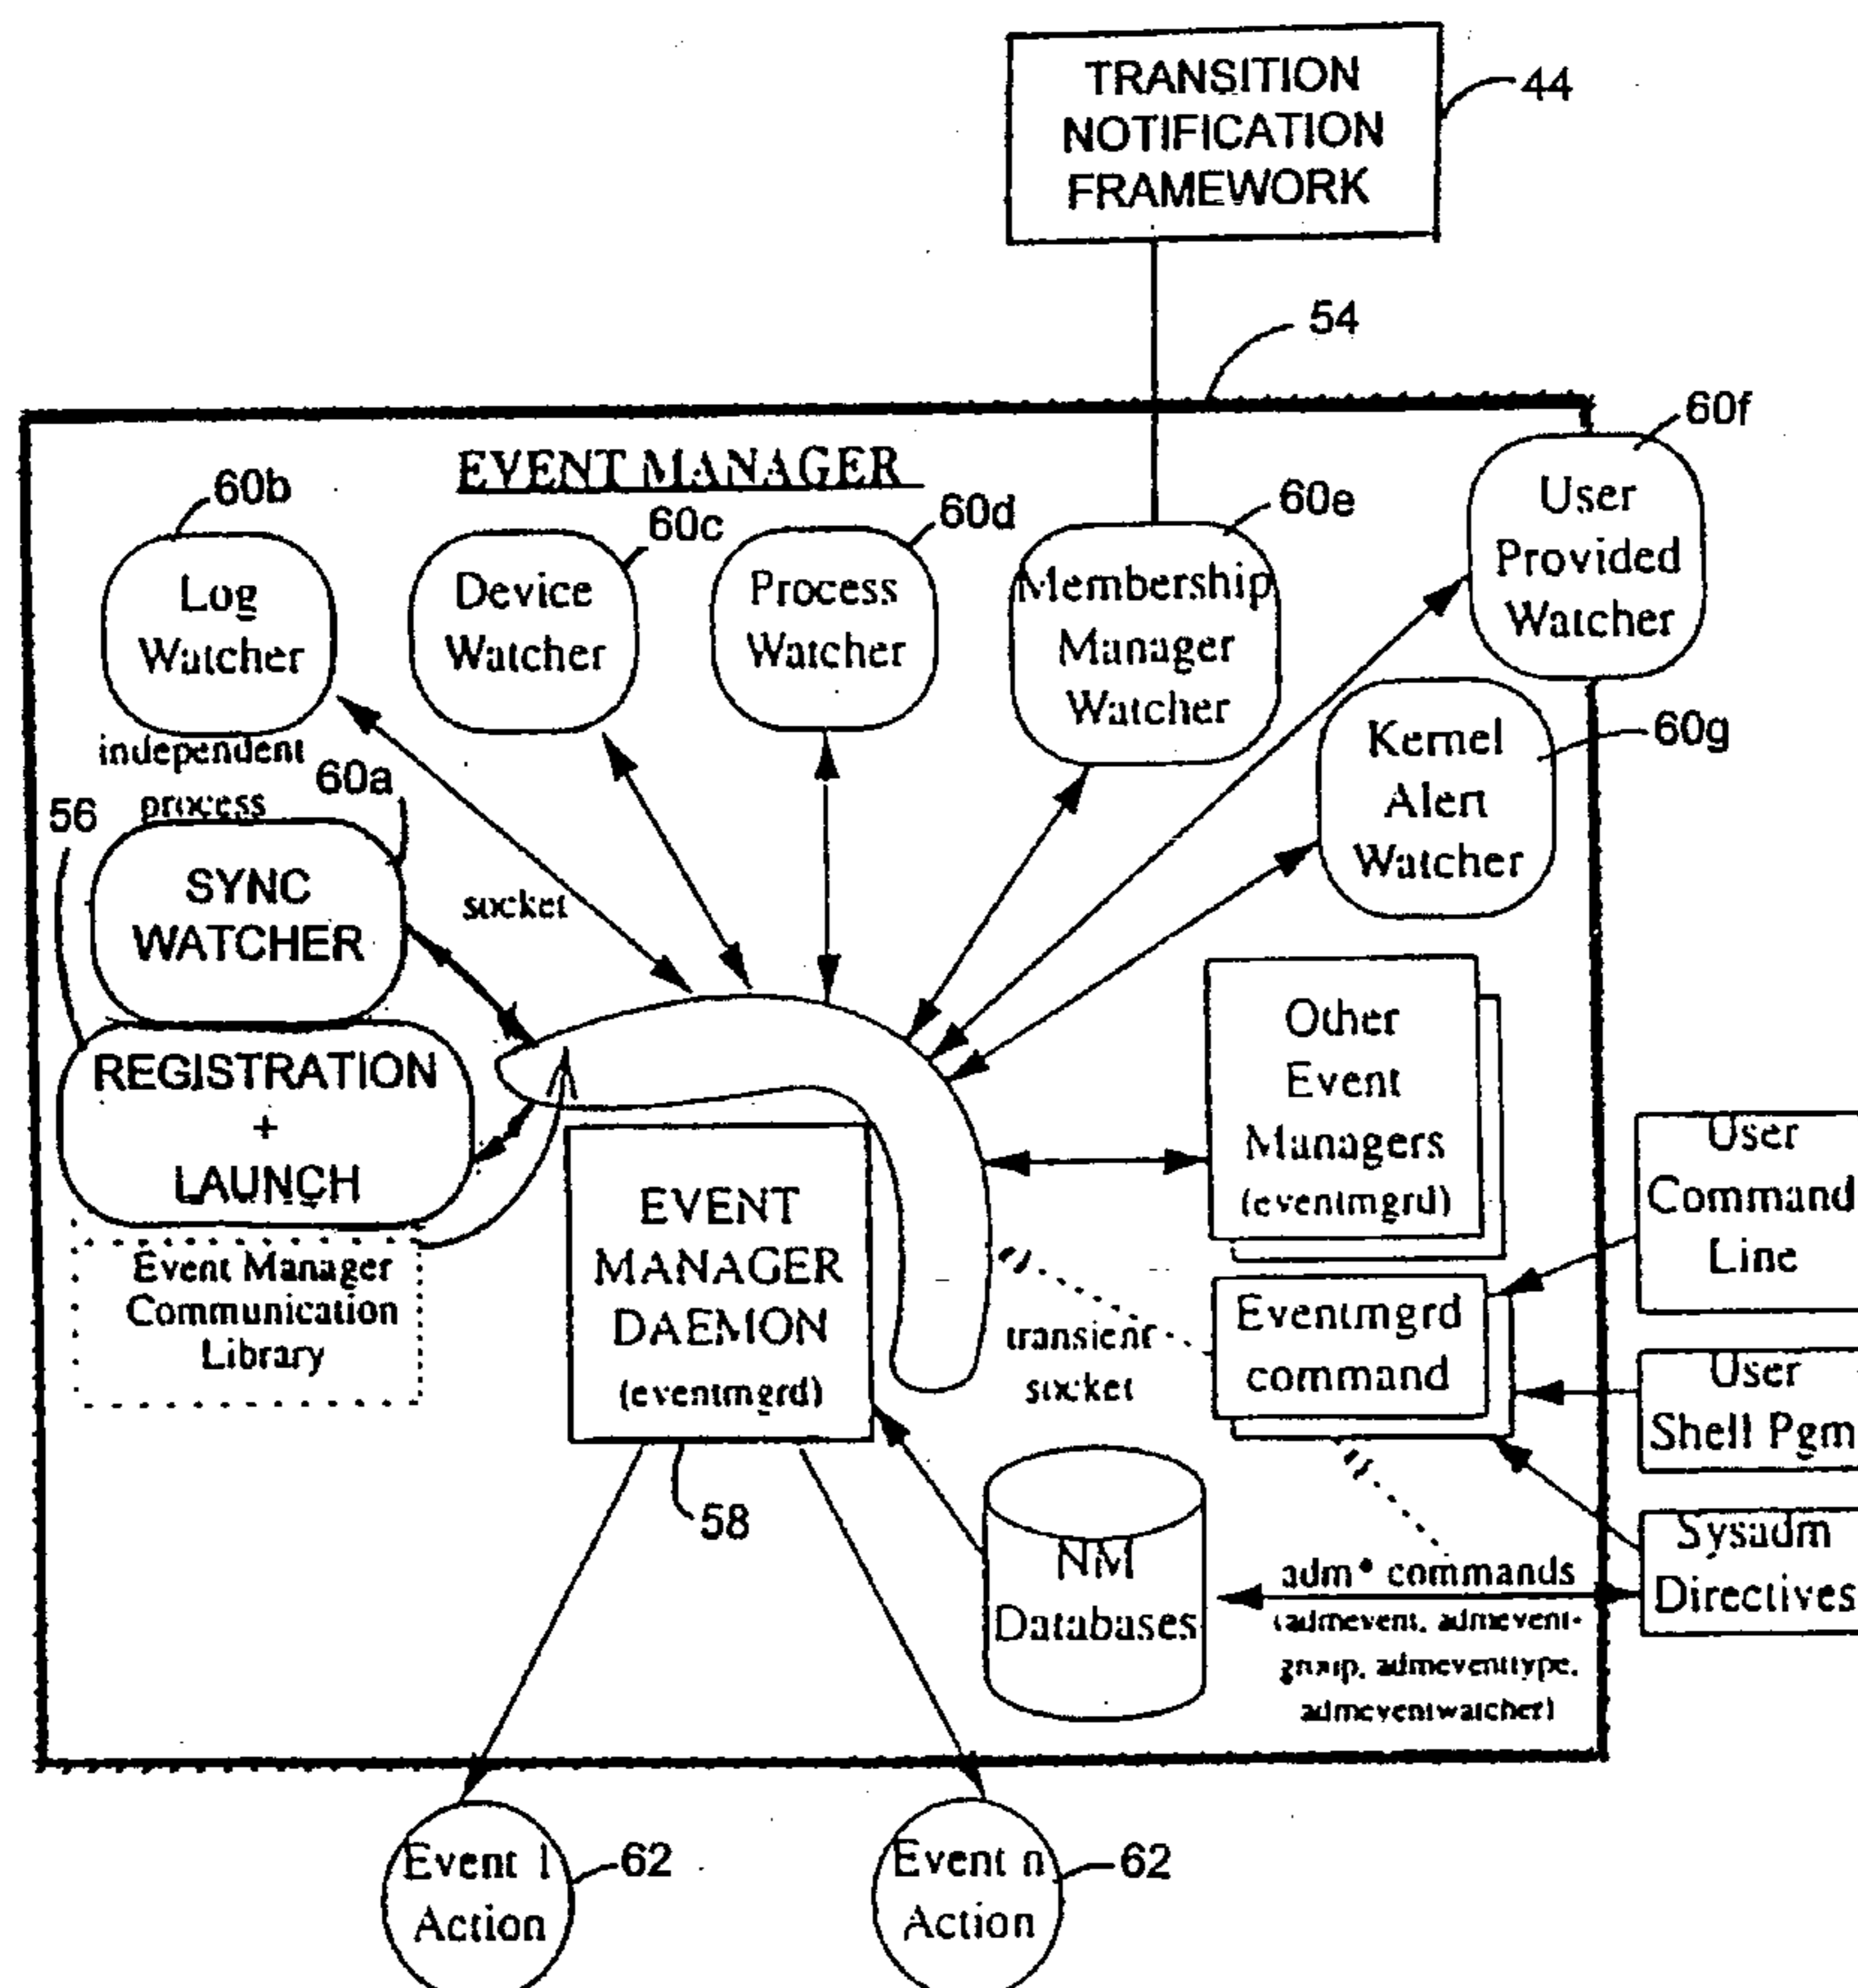 TRANSITION
NOTIFICATION
FRAMEWORK
44
54
EVENT MANAGER
60b
Log
Watcher
60c
Device
Watcher
60d
Process
Watcher
60e
Membership
Manager
Watcher
60f
User
Provided
Watcher
60g
Kernel
Alert
Watcher
independent
process
60a
56
SYNC
WATCHER
socket
REGISTRATION
+
LAUNCH
Event Manager
Communication
Library
EVENT
MANAGER
DAEMON
(eventmgrd)
58
Other
Event
Managers
(eventmgrd)
transient
socket
Eventmgrd
command
User
Command
Line
User
Shell Pgm
Sysadm
Directives
NM
Databases
adm* commands
(admevent, admevent-
group, admeventtype,
admeventwatcher)
Event 1
Action
62
Event n
Action
62